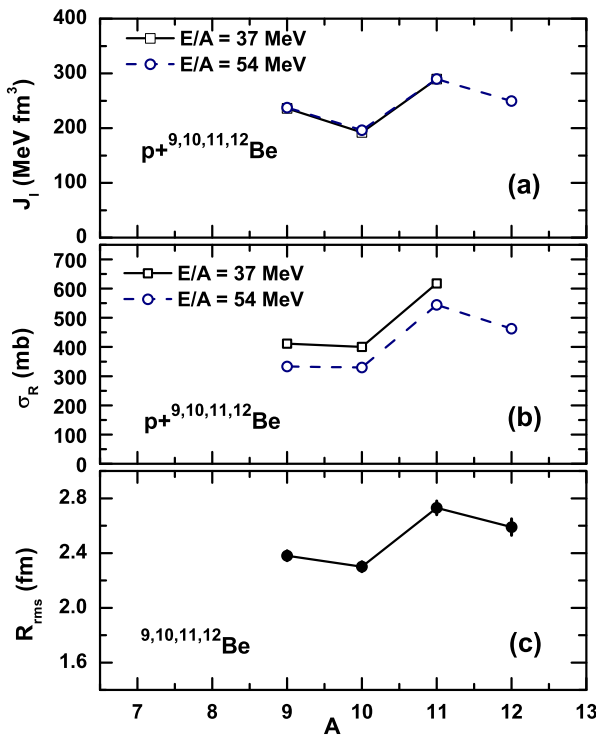 400
300
200
100
0
J_I (MeV fm^3)
E/A = 37 MeV
E/A = 54 MeV
p+^9,10,11,12Be
(a)
700
600
500
400
300
200
100
0
σ_R (mb)
E/A = 37 MeV
E/A = 54 MeV
p+^9,10,11,12Be
(b)
2.8
2.4
2.0
1.6
R_rms (fm)
^9,10,11,12Be
(c)
7 8 9 10 11 12 13
A